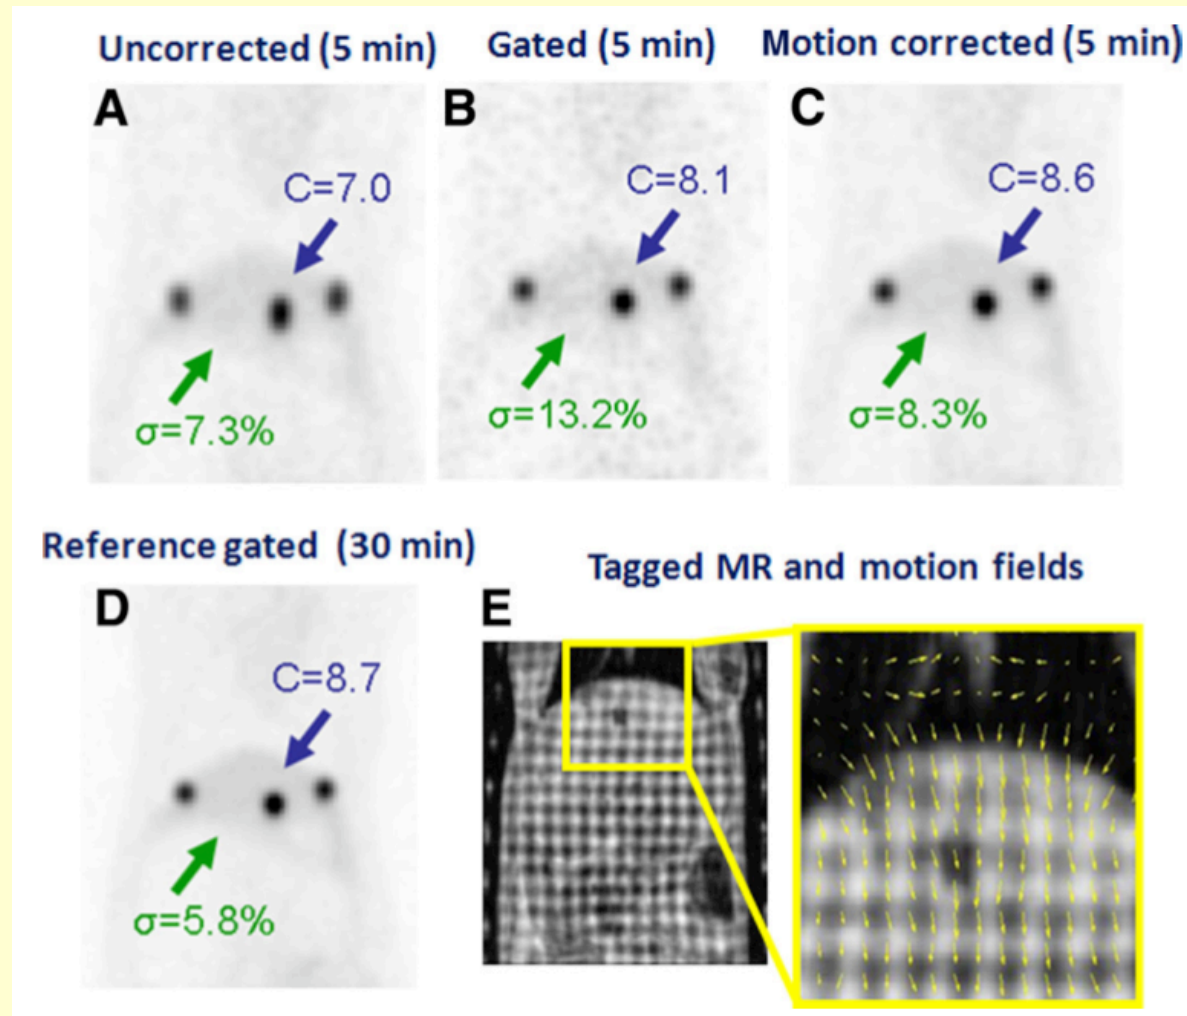 Uncorrected (5 min)
Gated (5 min)
Motion corrected (5 min)
A
B
C
C=7.0
C=8.1
C=8.6
σ=7.3%
σ=13.2%
σ=8.3%
Reference gated (30 min)
Tagged MR and motion fields
D
E
C=8.7
σ=5.8%